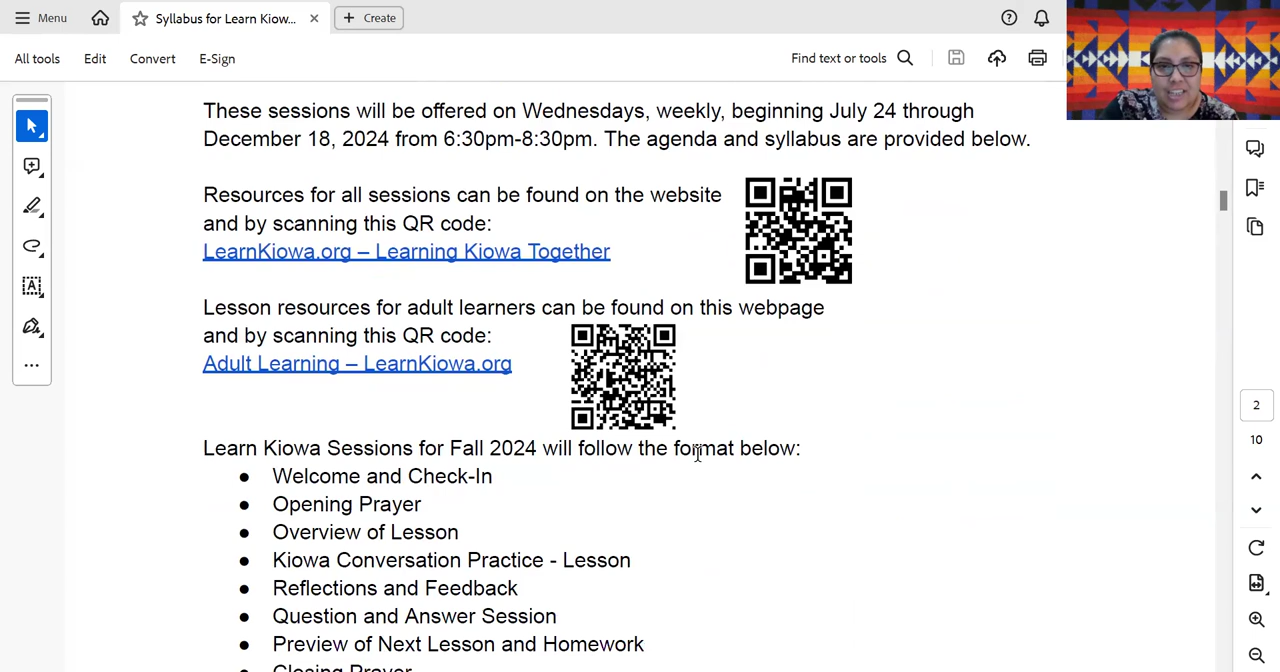 Menu
Syllabus for Learn Kiow...
Create
All tools
Edit
Convert
E-Sign
Find text or tools
These sessions will be offered on Wednesdays, weekly, beginning July 24 through
December 18, 2024 from 6:30pm-8:30pm. The agenda and syllabus are provided below.
Resources for all sessions can be found on the website
and by scanning this QR code:
LearnKiowa.org – Learning Kiowa Together
Lesson resources for adult learners can be found on this webpage
and by scanning this QR code:
Adult Learning – LearnKiowa.org
Learn Kiowa Sessions for Fall 2024 will follow the format below:
● Welcome and Check-In
● Opening Prayer
● Overview of Lesson
● Kiowa Conversation Practice - Lesson
● Reflections and Feedback
● Question and Answer Session
● Preview of Next Lesson and Homework
Closing Prayer
2
10